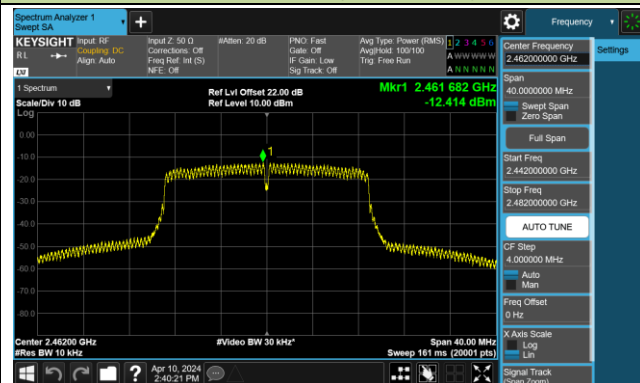 Spectrum Analyzer 1
Swept SA
Frequency
KEYSIGHT
Input: RF
Coupling: DC
Align: Auto
Input Z: 50 Ω
Corrections: Off
Freq Ref: Int (S)
NFE: Off
#Atten: 20 dB
PNO: Fast
Gate: Off
IF Gain: Low
Sig Track: Off
Avg Type: Power (RMS)
Avg|Hold: 100/100
Trig: Free Run
1 2 3 4 5 6
A W W W W W
A N N N N N
RL
LXI
1 Spectrum
Scale/Div 10 dB
Log
Ref Lvl Offset 22.00 dB
Ref Level 10.00 dBm
Mkr1 2.461 682 GHz
-12.414 dBm
1
0.00
-10.0
-20.0
-30.0
-40.0
-50.0
-60.0
-70.0
-80.0
Center 2.46200 GHz
#Res BW 10 kHz
#Video BW 30 kHz*
Span 40.00 MHz
Sweep 161 ms (20001 pts)
Center Frequency
2.462000000 GHz
Settings
Span
40.0000000 MHz
Swept Span
Zero Span
Full Span
Start Freq
2.442000000 GHz
Stop Freq
2.482000000 GHz
AUTO TUNE
CF Step
4.000000 MHz
Auto
Man
Freq Offset
0 Hz
X Axis Scale
Log
Lin
Signal Track
(Span Zoom)
Apr 10, 2024
2:40:21 PM